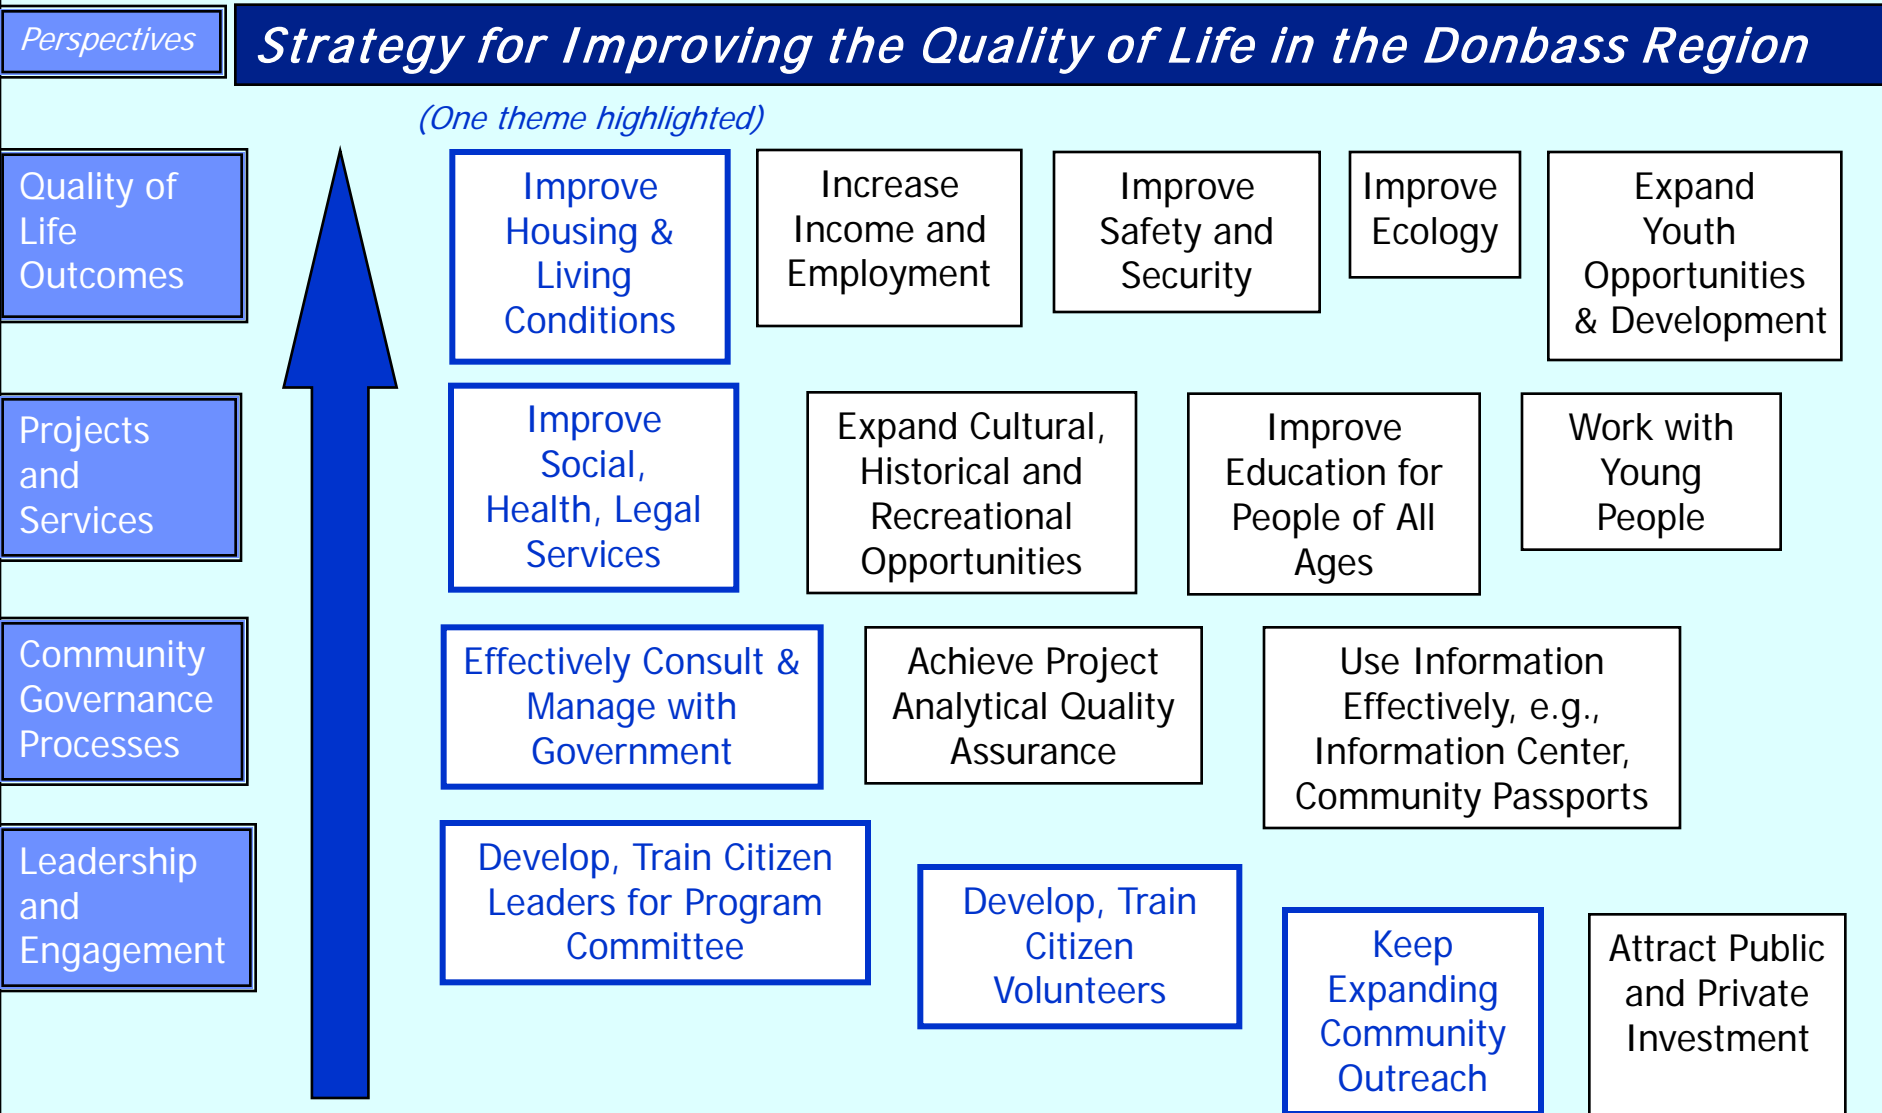 Perspectives
Strategy for Improving the Quality of Life in the Donbass Region
(One theme highlighted)
Quality of
Life
Outcomes
Improve
Housing &
Living
Conditions
Increase
Income and
Employment
Improve
Safety and
Security
Improve
Ecology
Expand
Youth
Opportunities
& Development
Projects
and
Services
Improve
Social,
Health, Legal
Services
Expand Cultural,
Historical and
Recreational
Opportunities
Improve
Education for
People of All
Ages
Work with
Young
People
Community
Governance
Processes
Effectively Consult &
Manage with
Government
Achieve Project
Analytical Quality
Assurance
Use Information
Effectively, e.g.,
Information Center,
Community Passports
Leadership
and
Engagement
Develop, Train Citizen
Leaders for Program
Committee
Develop, Train
Citizen
Volunteers
Keep
Expanding
Community
Outreach
Attract Public
and Private
Investment